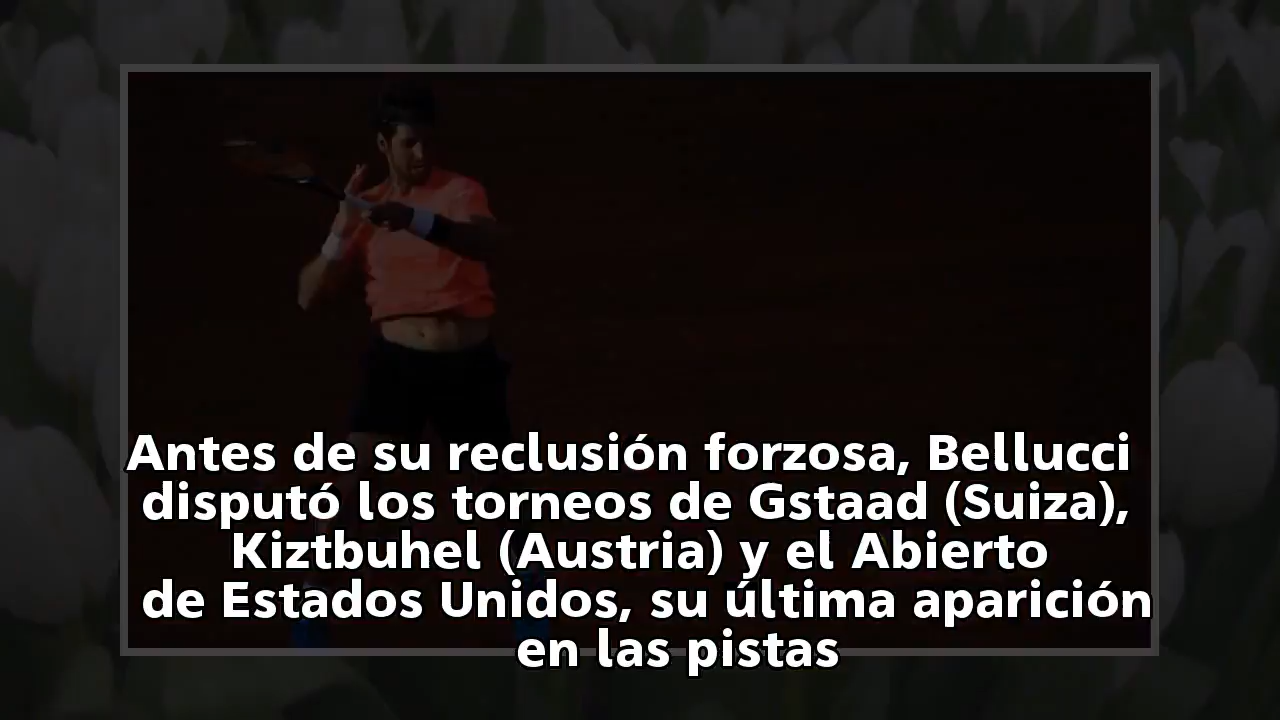 Antes de su reclusión forzosa, Bellucci
disputó los torneos de Gstaad (Suiza),
Kiztbuhel (Austria) y el Abierto
de Estados Unidos, su última aparición
en las pistas